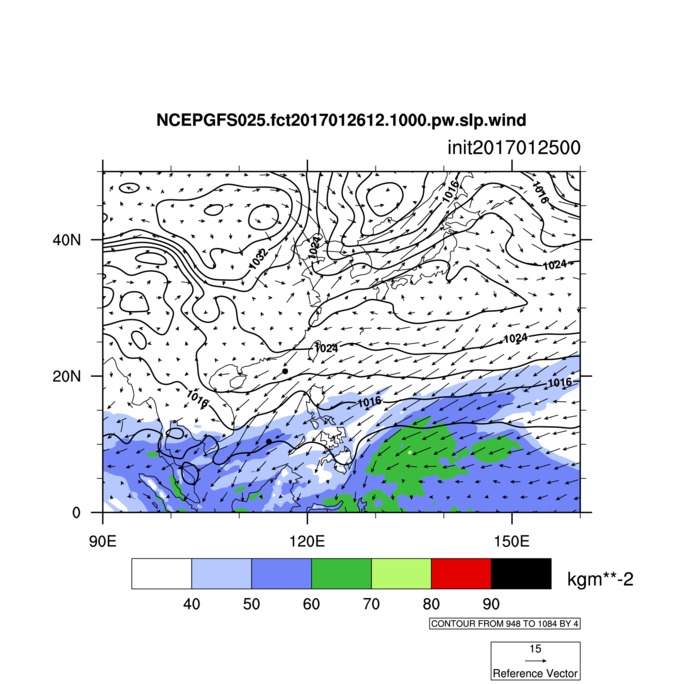 NCEPGFS025.fct2017012612.1000.pw.slp.wind
init2017012500
1016
1016
40N
1024
1032
1024
1024
1024
20N
1016
1016
1016
0
90E 120E 150E
40 50 60 70 80 90
kgm**-2
CONTOUR FROM 948 TO 1084 BY 4
15
Reference Vector